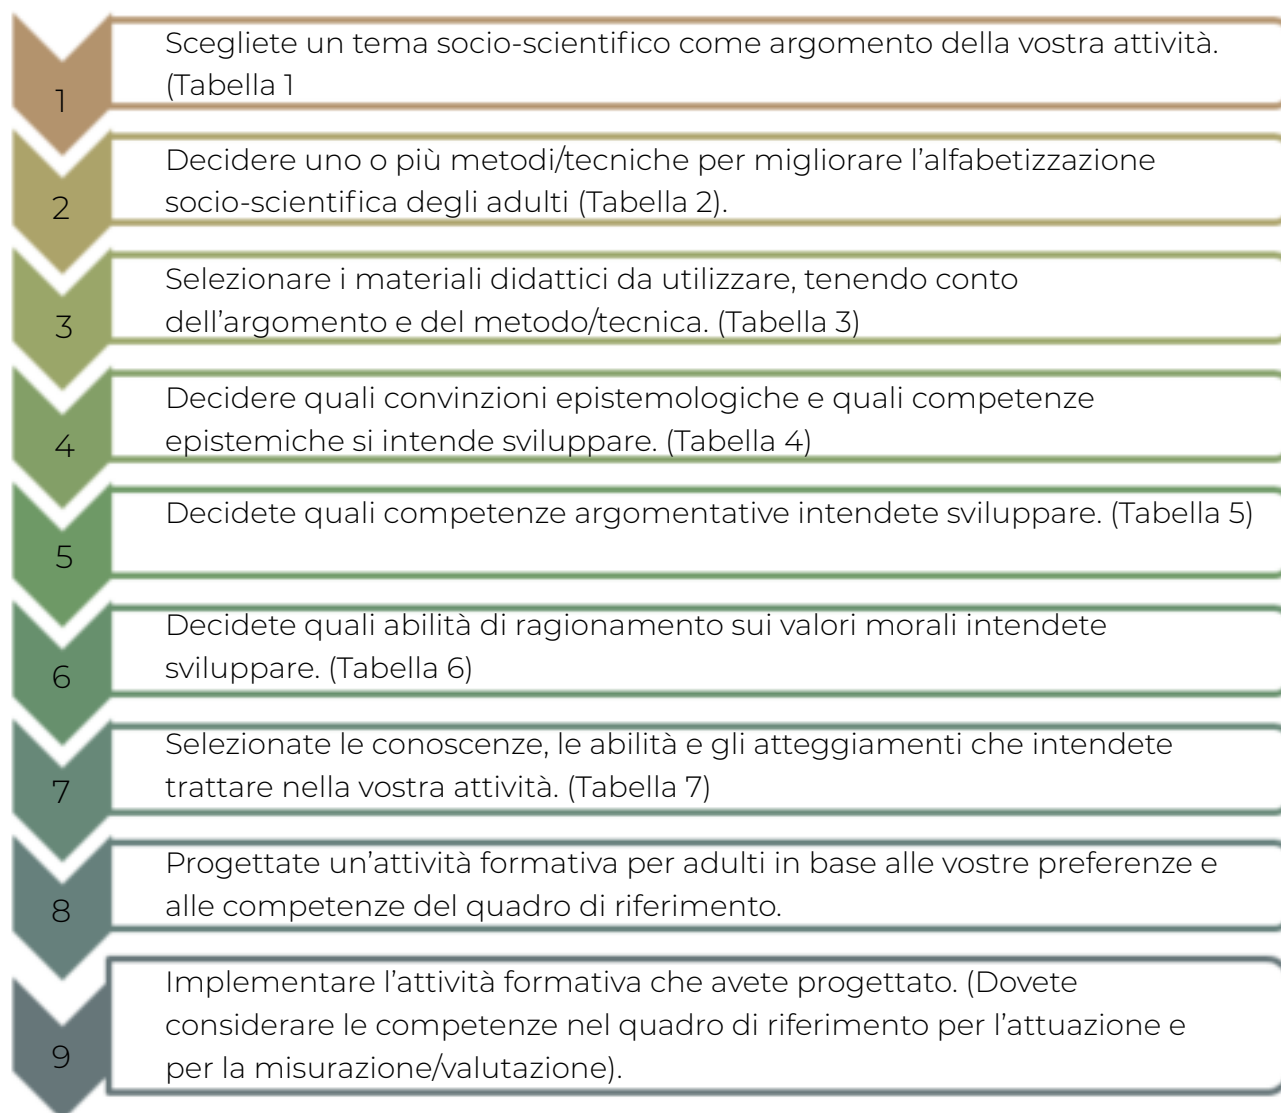 1
Scegliete un tema socio-scientifico come argomento della vostra attività.
(Tabella 1
2
Decidere uno o più metodi/tecniche per migliorare l’alfabetizzazione
socio-scientifica degli adulti (Tabella 2).
3
Selezionare i materiali didattici da utilizzare, tenendo conto
dell’argomento e del metodo/tecnica. (Tabella 3)
4
Decidere quali convinzioni epistemologiche e quali competenze
epistemiche si intende sviluppare. (Tabella 4)
5
Decidete quali competenze argomentative intendete sviluppare. (Tabella 5)
6
Decidete quali abilità di ragionamento sui valori morali intendete
sviluppare. (Tabella 6)
7
Selezionate le conoscenze, le abilità e gli atteggiamenti che intendete
trattare nella vostra attività. (Tabella 7)
8
Progettate un’attività formativa per adulti in base alle vostre preferenze e
alle competenze del quadro di riferimento.
9
Implementare l’attività formativa che avete progettato. (Dovete
considerare le competenze nel quadro di riferimento per l’attuazione e
per la misurazione/valutazione).